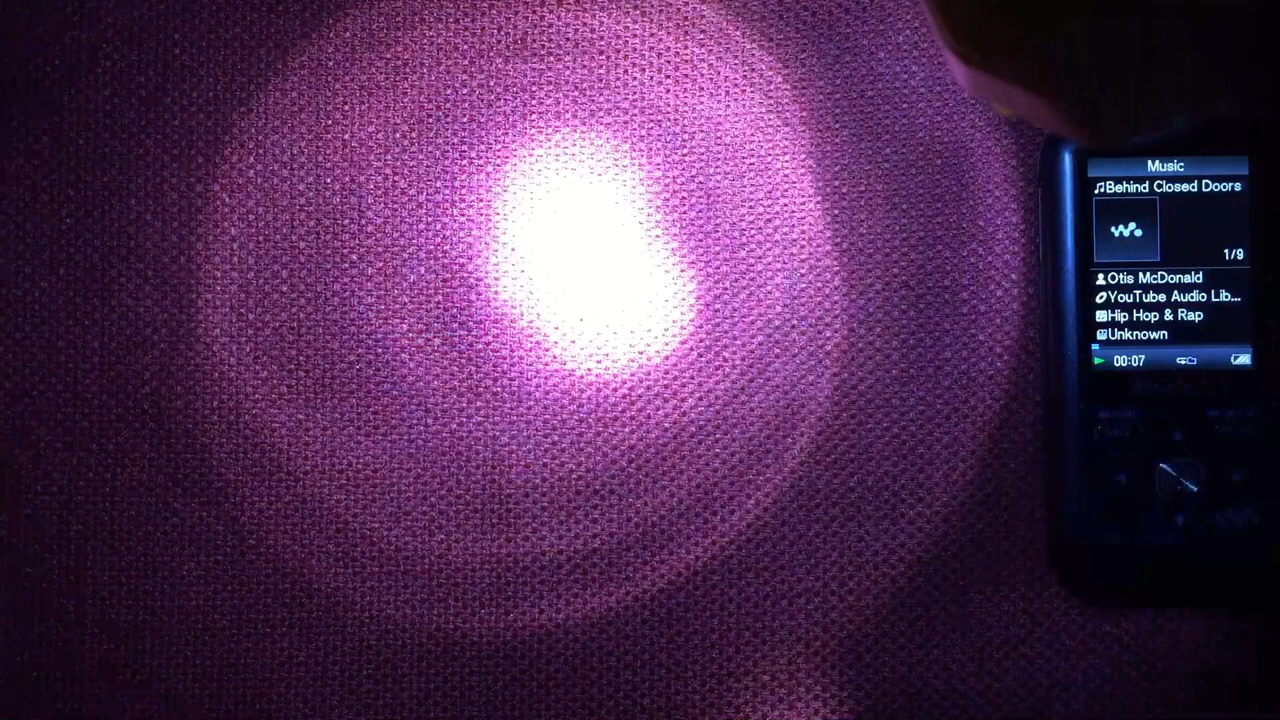 Music
Behind Closed Doors
1/9
Otis McDonald
YouTube Audio Lib...
Hip Hop & Rap
Unknown
00:07